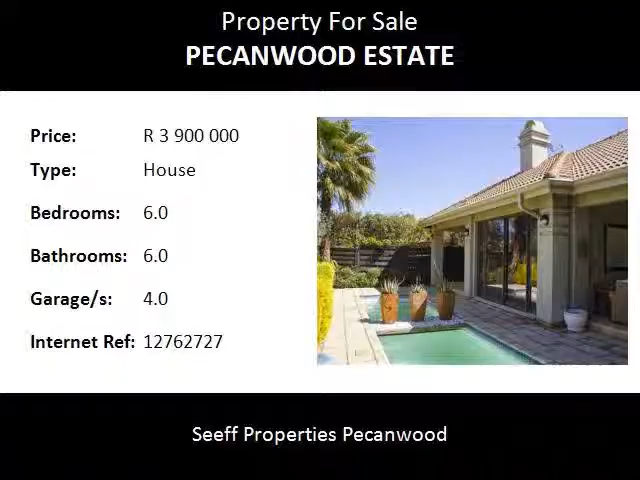 Property For Sale
PECANWOOD ESTATE
Price: R 3 900 000
Type: House
Bedrooms: 6.0
Bathrooms: 6.0
Garage/s: 4.0
Internet Ref: 12762727
Seeff Properties Pecanwood